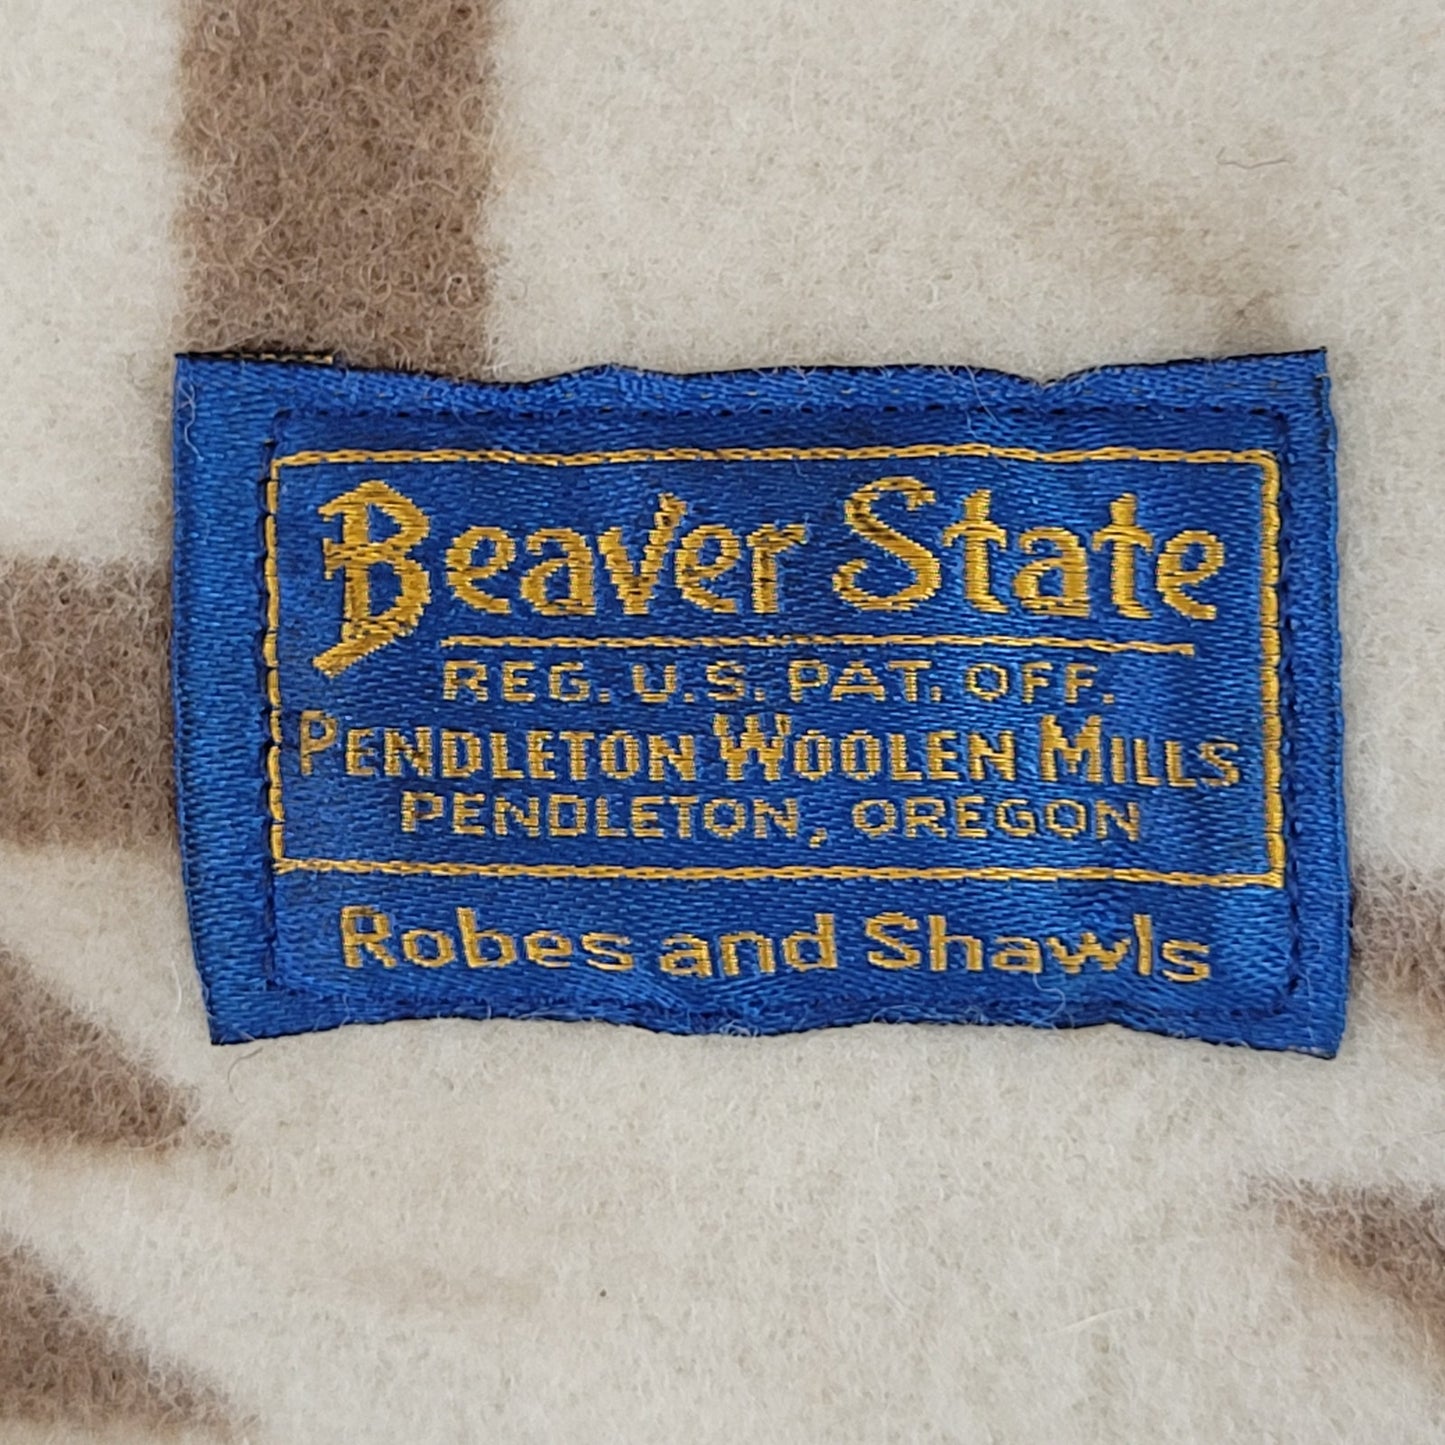 Beaver State
REG. U.S. PAT. OFF.
PENDLETON WOOLEN MILLS
PENDLETON, OREGON
Robes and Shawls